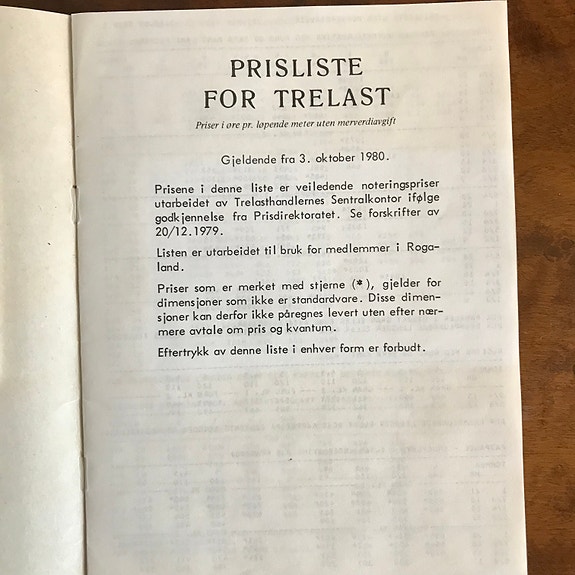 PRISLISTE
FOR TRELAST
Priser i øre pr. løpende meter uten merverdiavgift
Gjeldende fra 3. oktober 1980.
Prisene i denne liste er veiledende noteringspriser
utarbeidet av Trelasthandlernes Sentralkontor ifølge
godkjennelse fra Prisdirektoratet. Se forskrifter av
20/12.1979.
Listen er utarbeidet til bruk for medlemmer i Roga-
land.
Priser som er merket med stjerne (*), gjelder for
dimensjoner som ikke er standardvare. Disse dimen-
sjoner kan derfor ikke påregnes levert uten efter nær-
mere avtale om pris og kvantum.
Eftertrykk av denne liste i enhver form er forbudt.